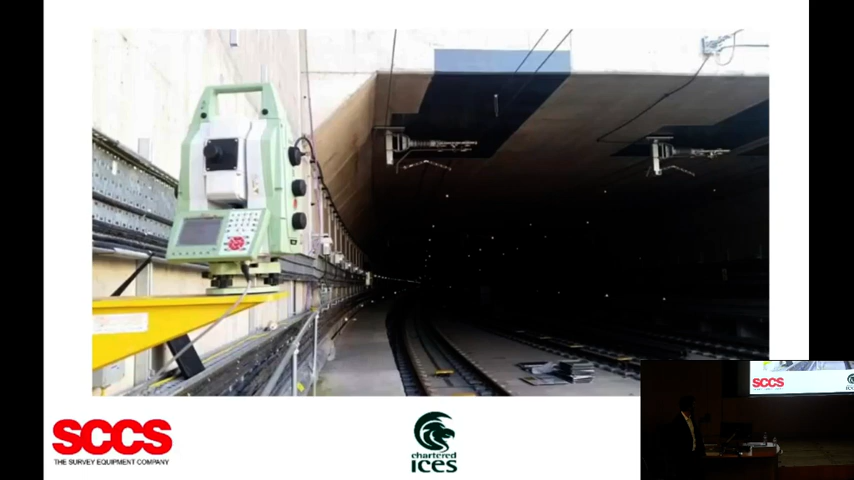 SCCS
THE SURVEY EQUIPMENT COMPANY
chartered
ICES
SCCS